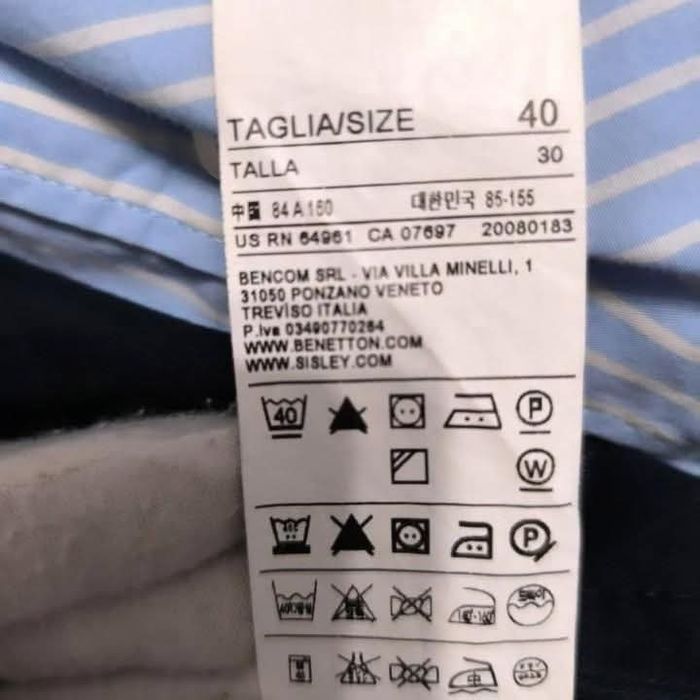 TAGLIA/SIZE 40
TALLA 30
中国 84 A 160 대한민국 85-155
US RN 64961 CA 07697 20080183
BENCOM SRL - VIA VILLA MINELLI, 1
31050 PONZANO VENETO
TREVISO ITALIA
P.Iva 03490770264
WWW.BENETTON.COM
WWW.SISLEY.COM
40 P
W
P
中